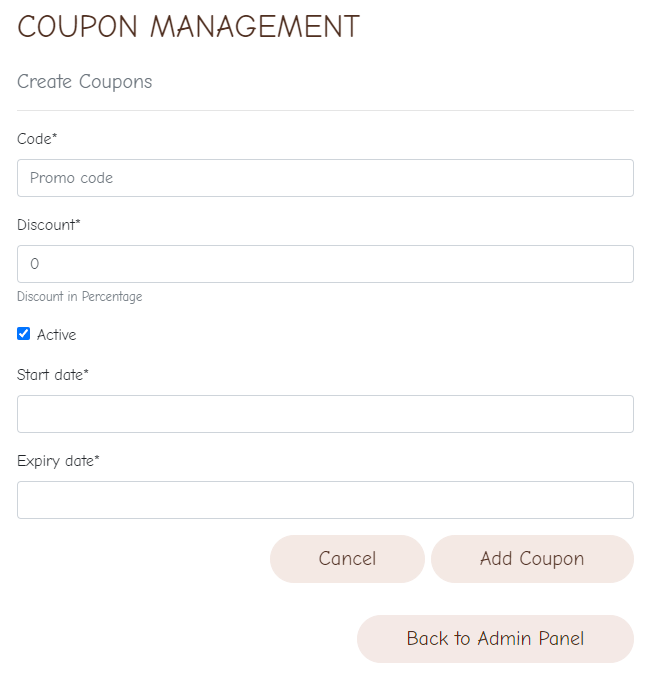 COUPON MANAGEMENT
Create Coupons
Code*
Promo code
Discount*
0
Discount in Percentage
Active
Start date*
Expiry date*
Cancel Add Coupon
Back to Admin Panel